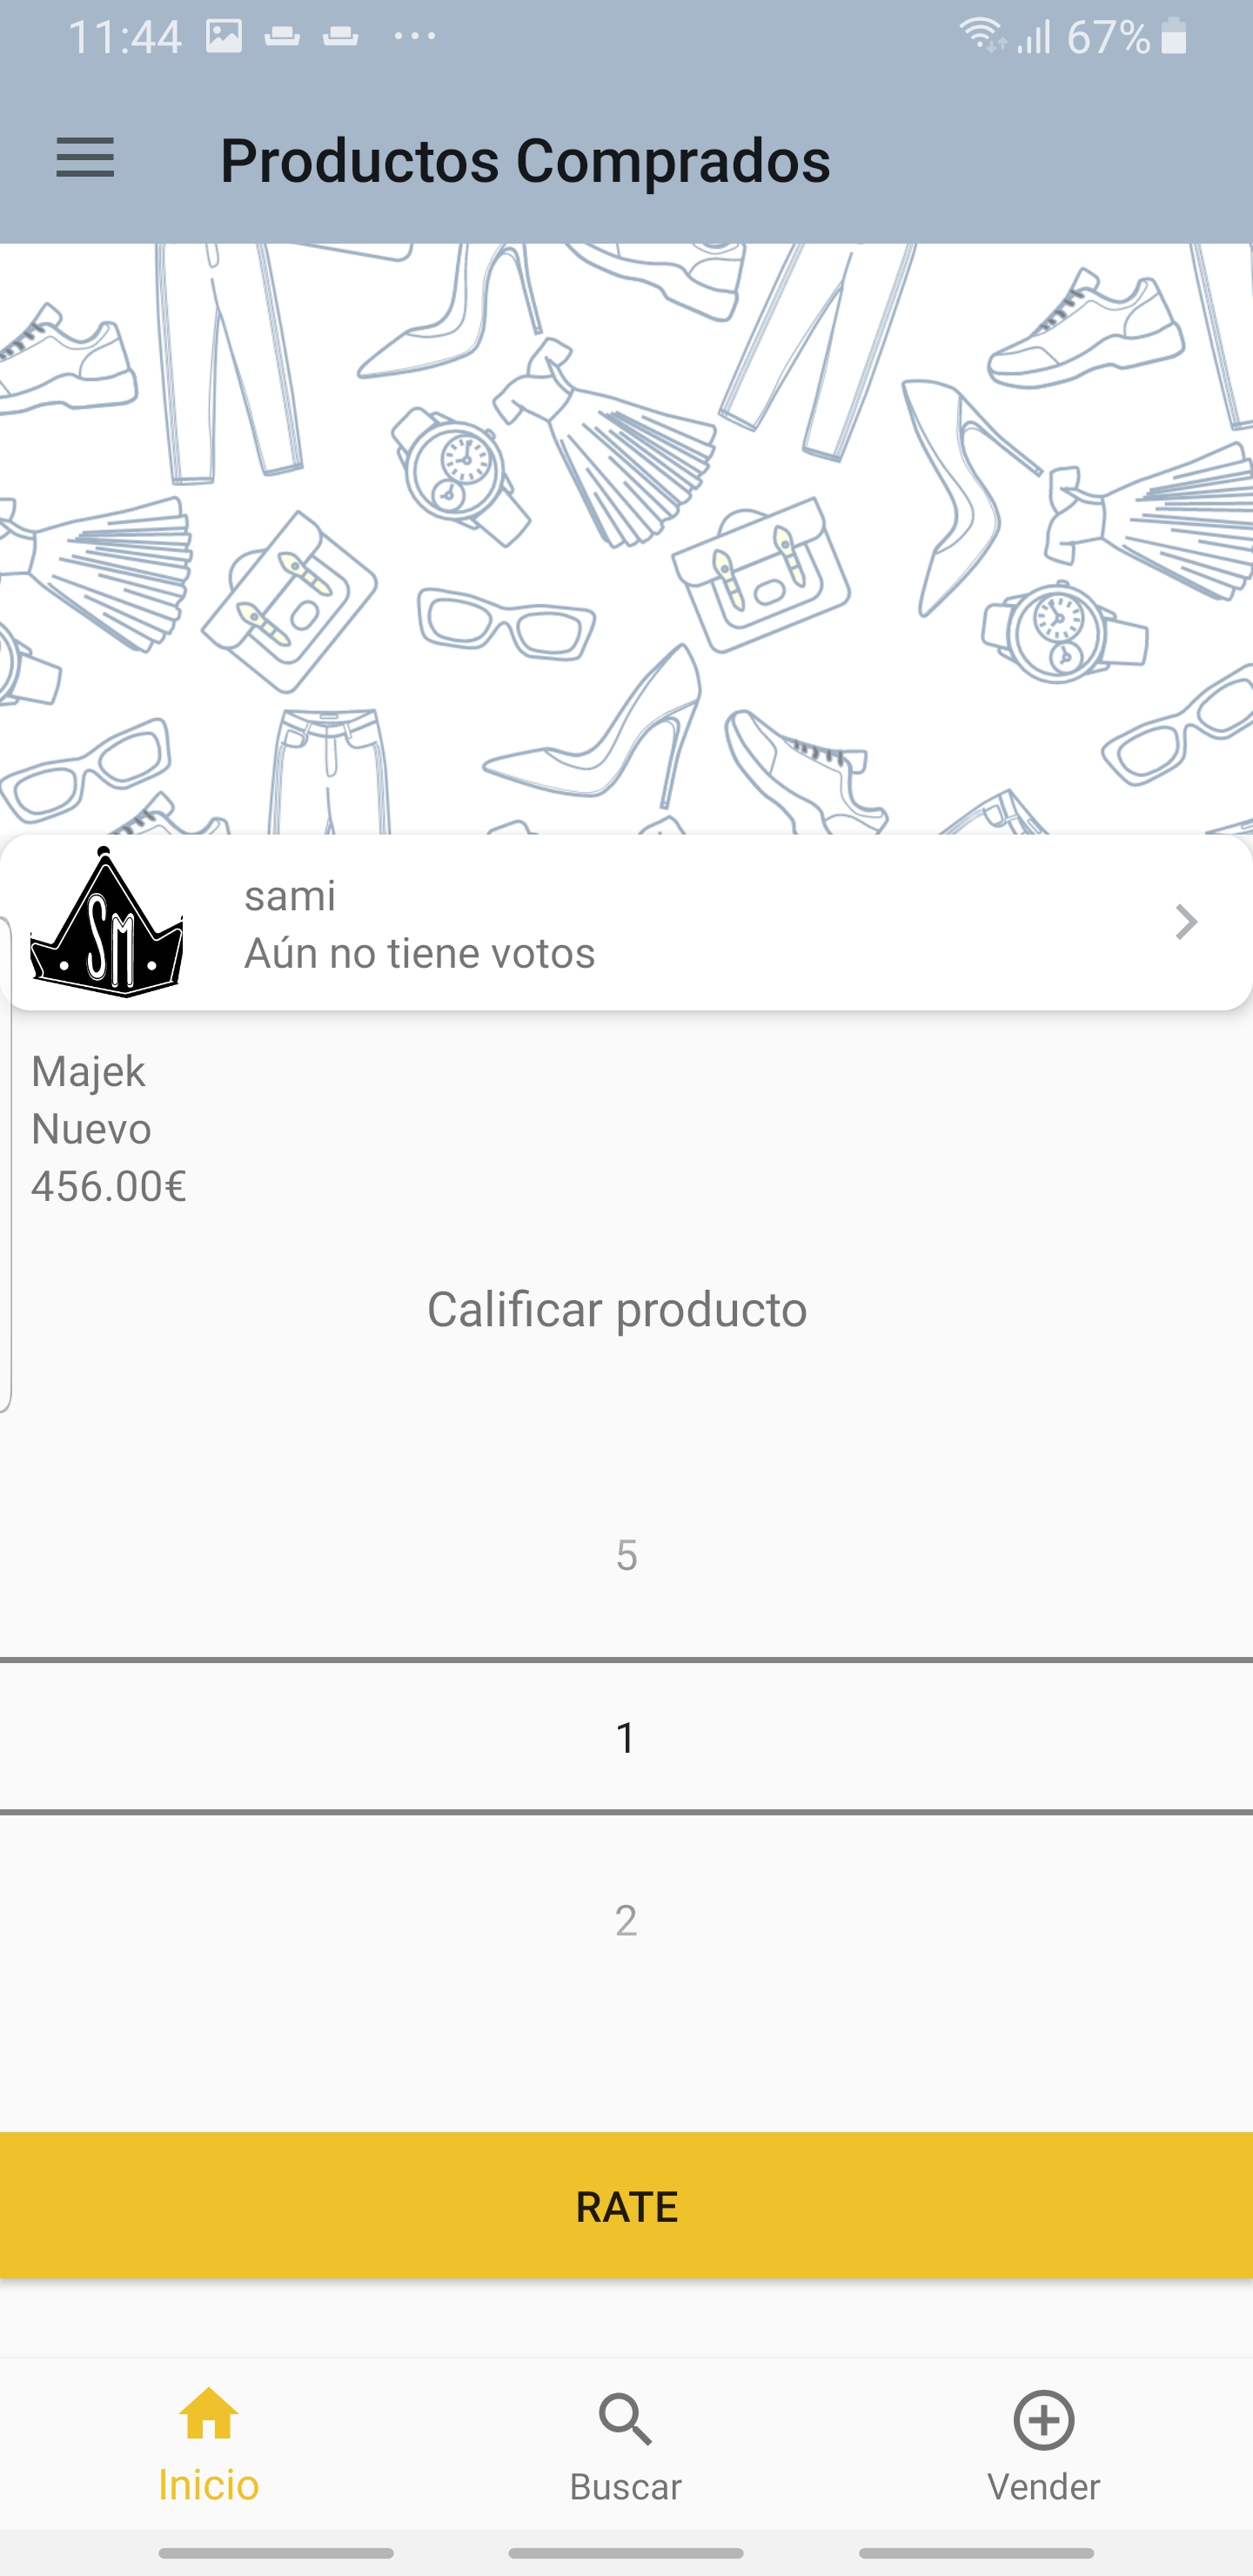 11:44
67%
Productos Comprados
SM
sami
Aún no tiene votos
Majek
Nuevo
456.00€
Calificar producto
5
1
2
RATE
Inicio
Buscar
Vender